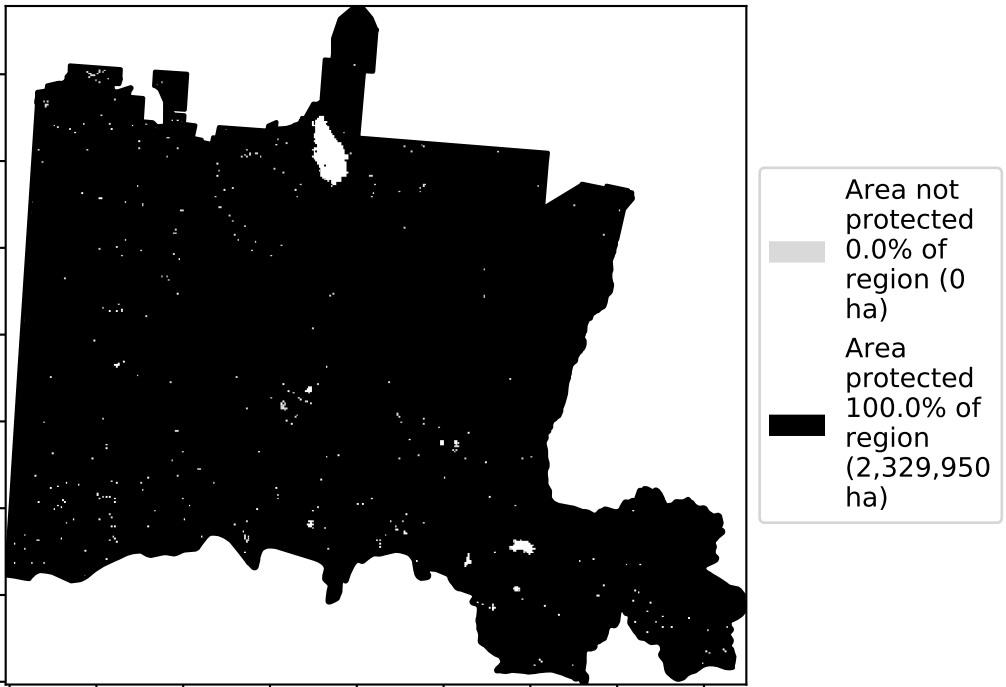 Area not
protected
0.0% of
region (0
ha)
Area
protected
100.0% of
region
(2,329,950
ha)